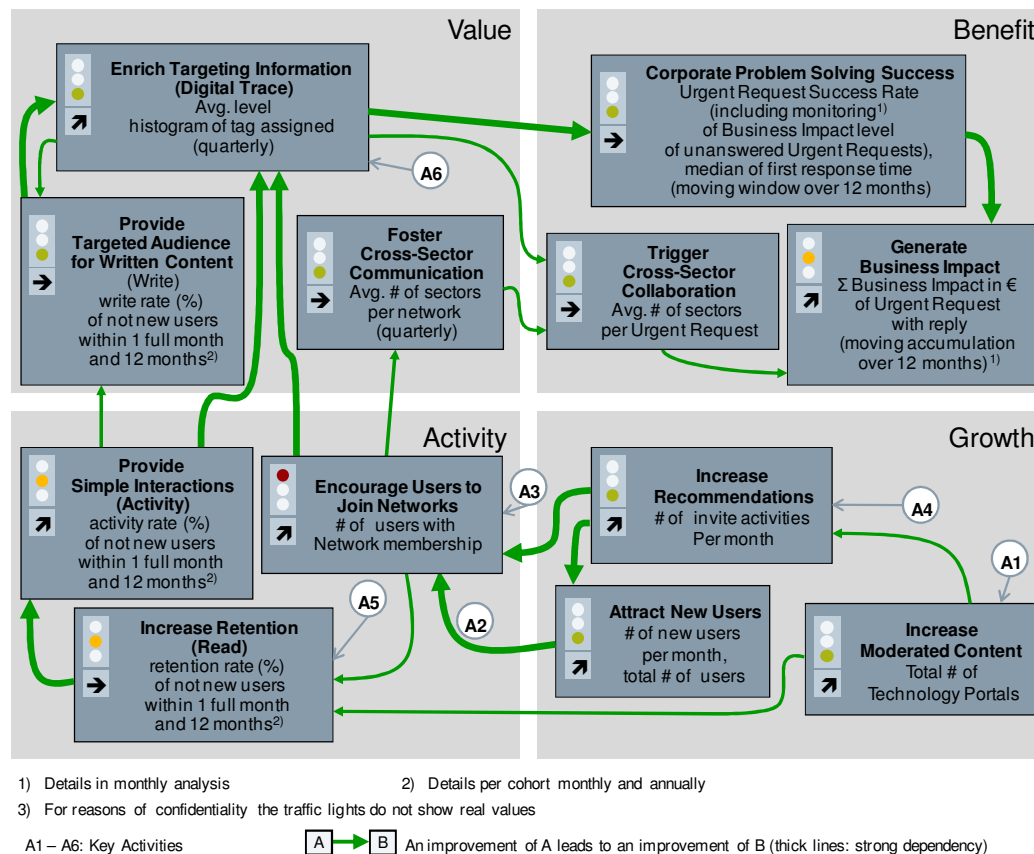 Value
Enrich Targeting Information
(Digital Trace)
Avg. level
histogram of tag assigned
(quarterly)
A6
Provide
Targeted Audience
for Written Content
(Write)
write rate (%)
of not new users
within 1 full month
and 12 months2)
Foster
Cross-Sector
Communication
Avg. # of sectors
per network
(quarterly)
Benefit
Corporate Problem Solving Success
Urgent Request Success Rate
(including monitoring1)
of Business Impact level
of unanswered Urgent Requests),
median of first response time
(moving window over 12 months)
Trigger
Cross-Sector
Collaboration
Avg. # of sectors
per Urgent Request
Generate
Business Impact
Σ Business Impact in €
of Urgent Request
with reply
(moving accumulation
over 12 months) 1)
Activity
Provide
Simple Interactions
(Activity)
activity rate (%)
of not new users
within 1 full month
and 12 months2)
Encourage Users to
Join Networks
# of users with
Network membership
A3
A5
A2
Increase Retention
(Read)
retention rate (%)
of not new users
within 1 full month
and 12 months2)
Growth
Increase
Recommendations
# of invite activities
Per month
A4
A1
Attract New Users
# of new users
per month,
total # of users
Increase
Moderated Content
Total # of
Technology Portals
1) Details in monthly analysis
2) Details per cohort monthly and annually
3) For reasons of confidentiality the traffic lights do not show real values
A1 – A6: Key Activities
A B An improvement of A leads to an improvement of B (thick lines: strong dependency)